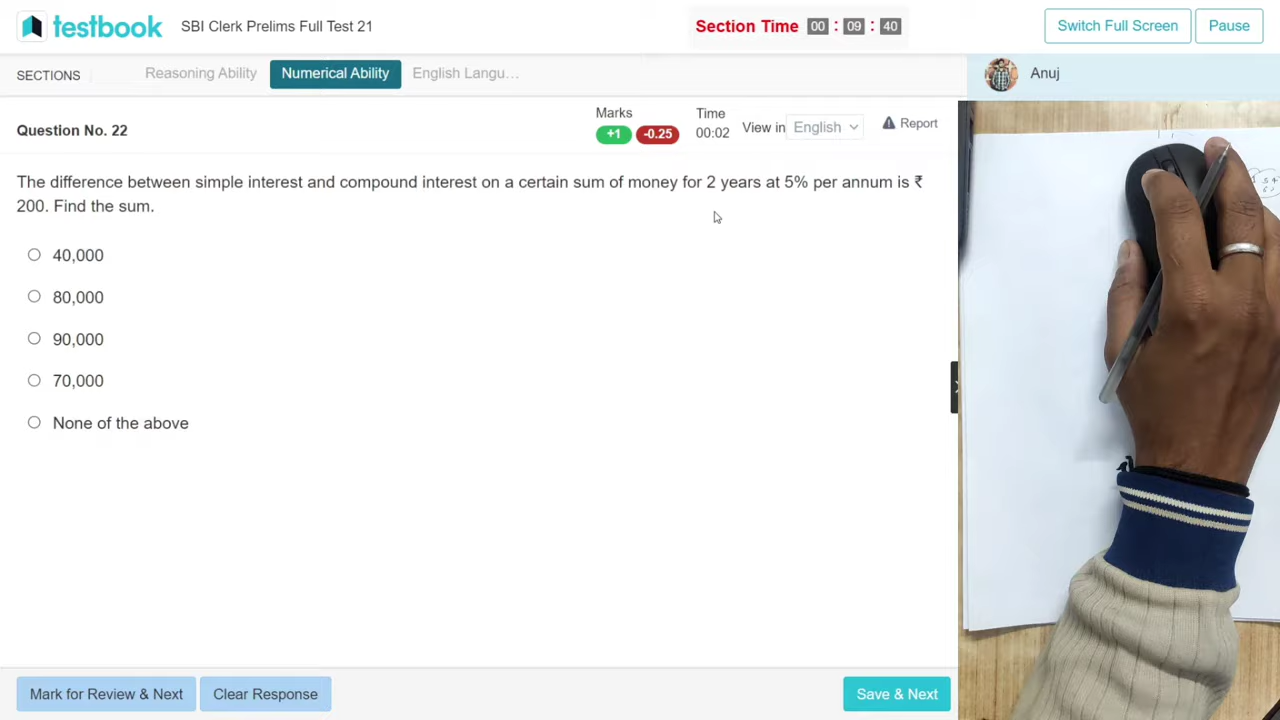 testbook
SBI Clerk Prelims Full Test 21
Section Time 00 : 09 : 40
Switch Full Screen
Pause
SECTIONS
Reasoning Ability
Numerical Ability
English Langu...
Anuj
Question No. 22
Marks
+1 -0.25
Time
00:02
View in English
Report
The difference between simple interest and compound interest on a certain sum of money for 2 years at 5% per annum is ₹
200. Find the sum.
40,000
80,000
90,000
70,000
None of the above
Mark for Review & Next
Clear Response
Save & Next